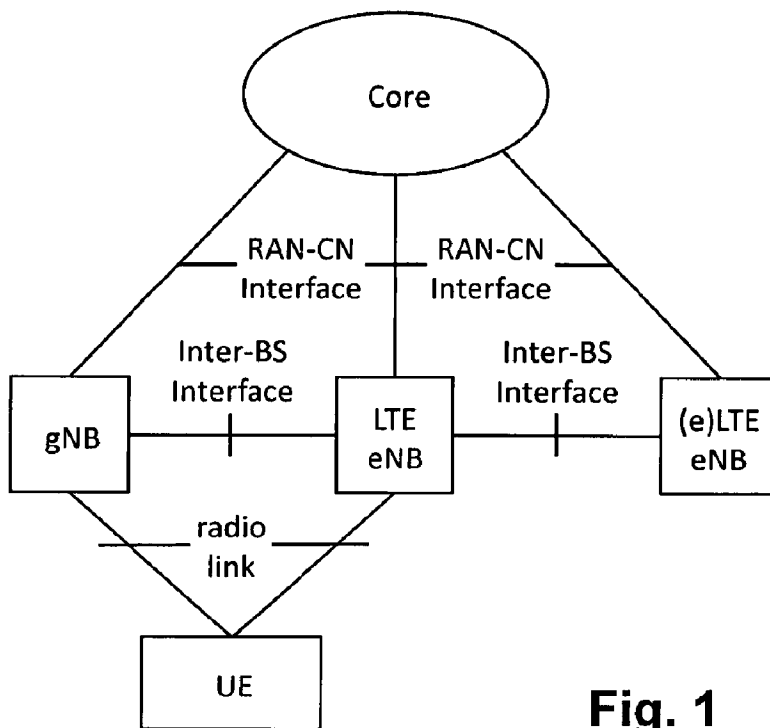 Core
RAN-CN
Interface
RAN-CN
Interface
Inter-BS
Interface
Inter-BS
Interface
gNB
LTE
eNB
(e)LTE
eNB
radio
link
UE
Fig. 1